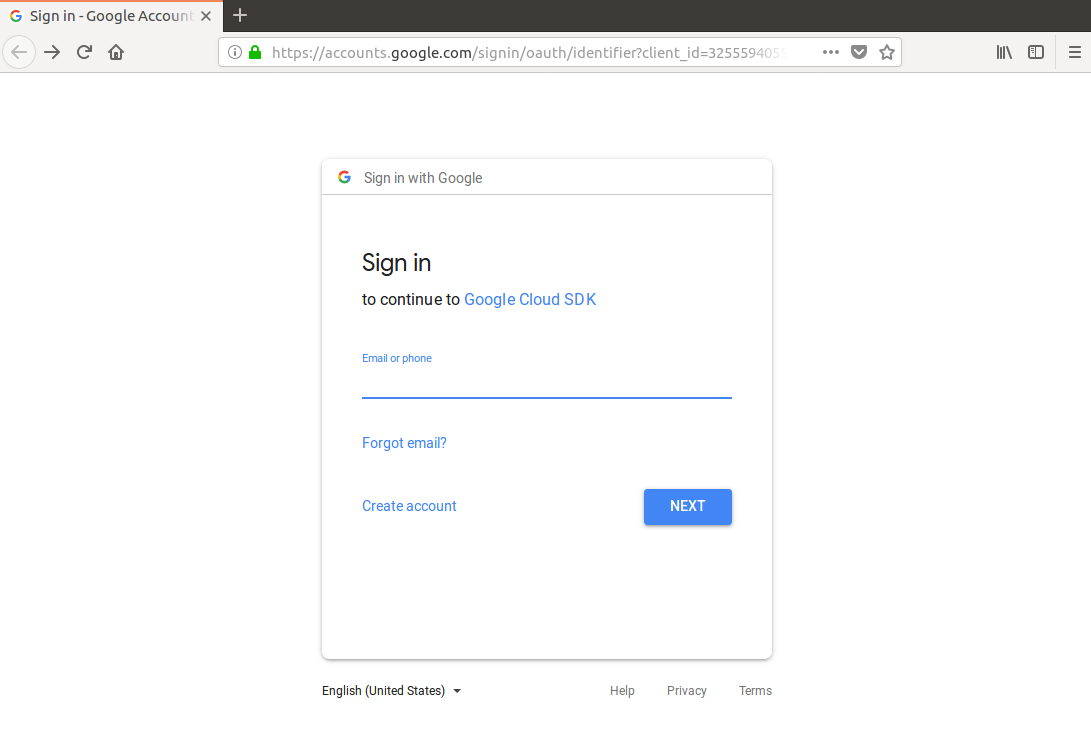 Sign in - Google Account
https://accounts.google.com/signin/oauth/identifier?client_id=325559405
Sign in with Google
Sign in
to continue to Google Cloud SDK
Email or phone
Forgot email?
Create account
NEXT
English (United States)
Help
Privacy
Terms